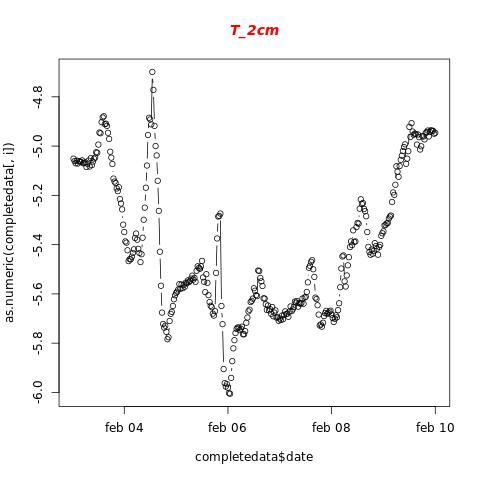 T_2cm
as.numeric(completedata[, i])
-4.8
-5.0
-5.2
-5.4
-5.6
-5.8
-6.0
feb 04
feb 06
feb 08
feb 10
completedata$date